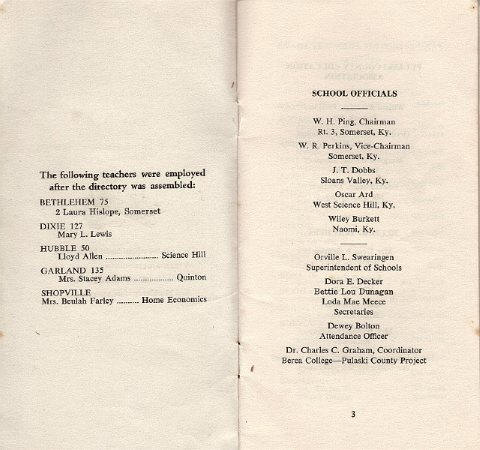 The following teachers were employed
after the directory was assembled:
BETHLEHEM 75
2 Laura Hislope, Somerset
DIXIE 127
Mary L. Lewis
HUBBLE 50
Lloyd Allen ........................ Science Hill
GARLAND 135
Mrs. Stacey Adams .................. Quinton
SHOPVILLE
Mrs. Beulah Farley .......... Home Economics
SCHOOL OFFICIALS
W. H. Ping, Chairman
Rt. 3, Somerset, Ky.
W. R. Perkins, Vice-Chairman
Somerset, Ky.
J. T. Dobbs
Sloans Valley, Ky.
Oscar Ard
West Science Hill, Ky.
Wiley Burkett
Naomi, Ky.
Orville L. Swearingen
Superintendent of Schools
Dora E. Decker
Bettie Lou Dunagan
Loda Mae Meece
Secretaries
Dewey Bolton
Attendance Officer
Dr. Charles C. Graham, Coordinator
Berea College—Pulaski County Project
3